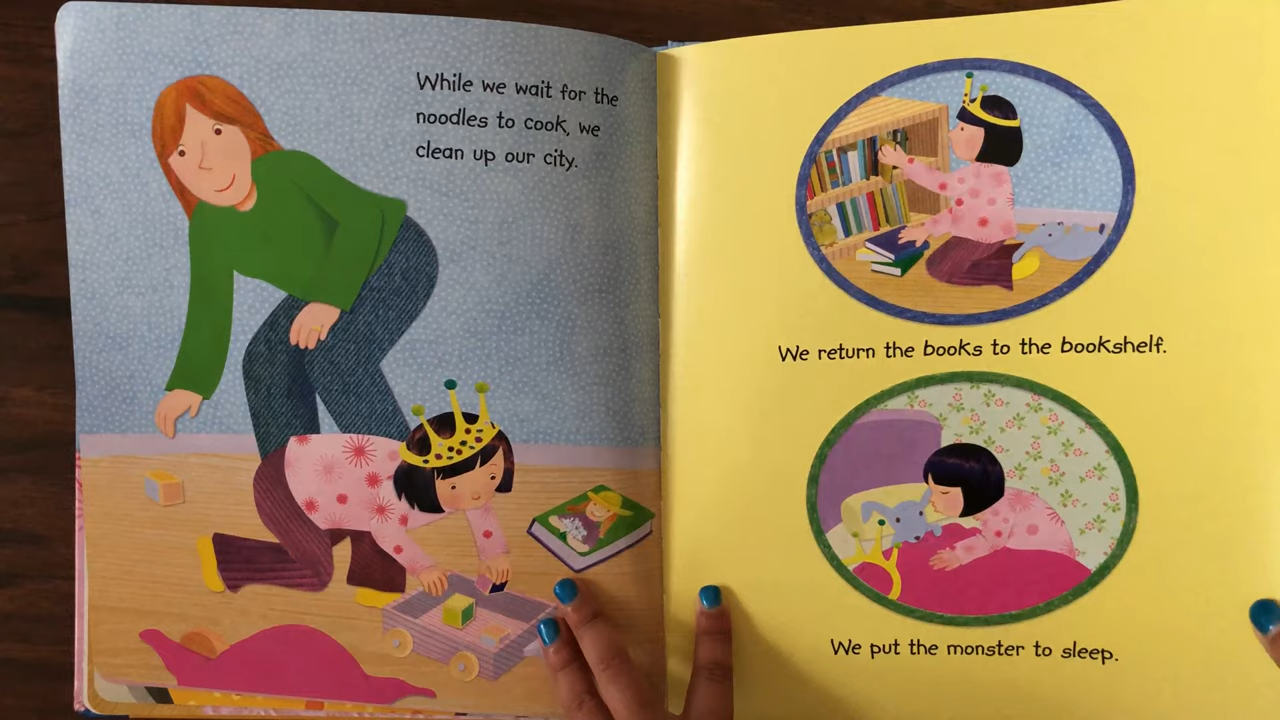 While we wait for the
noodles to cook, we
clean up our city.
We return the books to the bookshelf.
We put the monster to sleep.